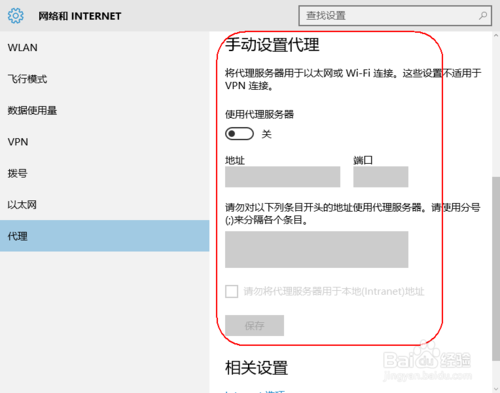 网络和 INTERNET
查找设置
WLAN
飞行模式
数据使用量
VPN
拨号
以太网
代理
手动设置代理
将代理服务器用于以太网或 Wi-Fi 连接。这些设置不适用于
VPN 连接。
使用代理服务器
关
地址 端口
请勿对以下列条目开头的地址使用代理服务器。请使用分号
(;)来分隔各个条目。
请勿将代理服务器用于本地(Intranet)地址
保存
相关设置
Baidu 经验
jingyan.baidu.com